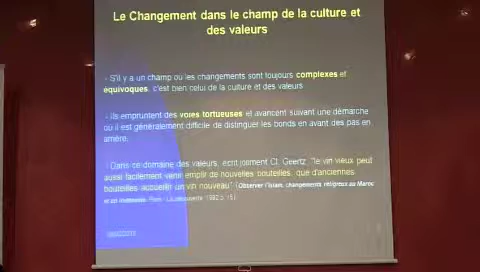 Le Changement dans le champ de la culture et
des valeurs
- S'il y a un champ ou les changements sont toujours complexes et
équivoques, c'est bien celui de la culture et des valeurs
- Ils empruntent des voies tortueuses et avancent suivant une démarche
ou il est généralement difficile de distinguer les bonds en avant des pas en
arrière.
- Dans ce domaine des valeurs, écrit joliment Cl. Geertz, "le vin vieux peut
aussi facilement venir emplir de nouvelles bouteilles, que d'anciennes
bouteilles accueillir un vin nouveau" (Observer l'Islam, changements religieux au Maroc
et en Indonésie, Paris, La découverte 1992 p. 15).